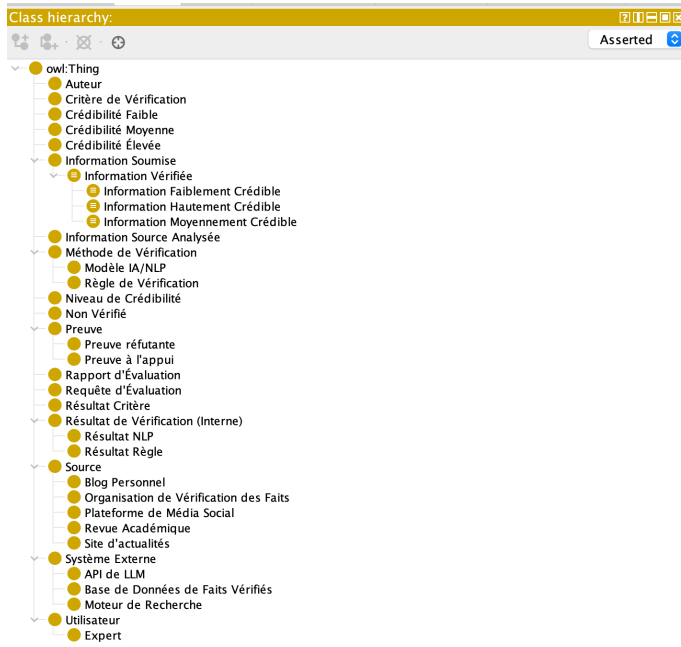 Class hierarchy:
Asserted
owl:Thing
Auteur
Critère de Vérification
Crédibilité Faible
Crédibilité Moyenne
Crédibilité Élevée
Information Soumise
Information Vérifiée
Information Faiblement Crédible
Information Hautement Crédible
Information Moyennement Crédible
Information Source Analysée
Méthode de Vérification
Modèle IA/NLP
Règle de Vérification
Niveau de Crédibilité
Non Vérifié
Preuve
Preuve réfutante
Preuve à l'appui
Rapport d'Évaluation
Requête d'Évaluation
Résultat Critère
Résultat de Vérification (Interne)
Résultat NLP
Résultat Règle
Source
Blog Personnel
Organisation de Vérification des Faits
Plateforme de Média Social
Revue Académique
Site d'actualités
Système Externe
API de LLM
Base de Données de Faits Vérifiés
Moteur de Recherche
Utilisateur
Expert